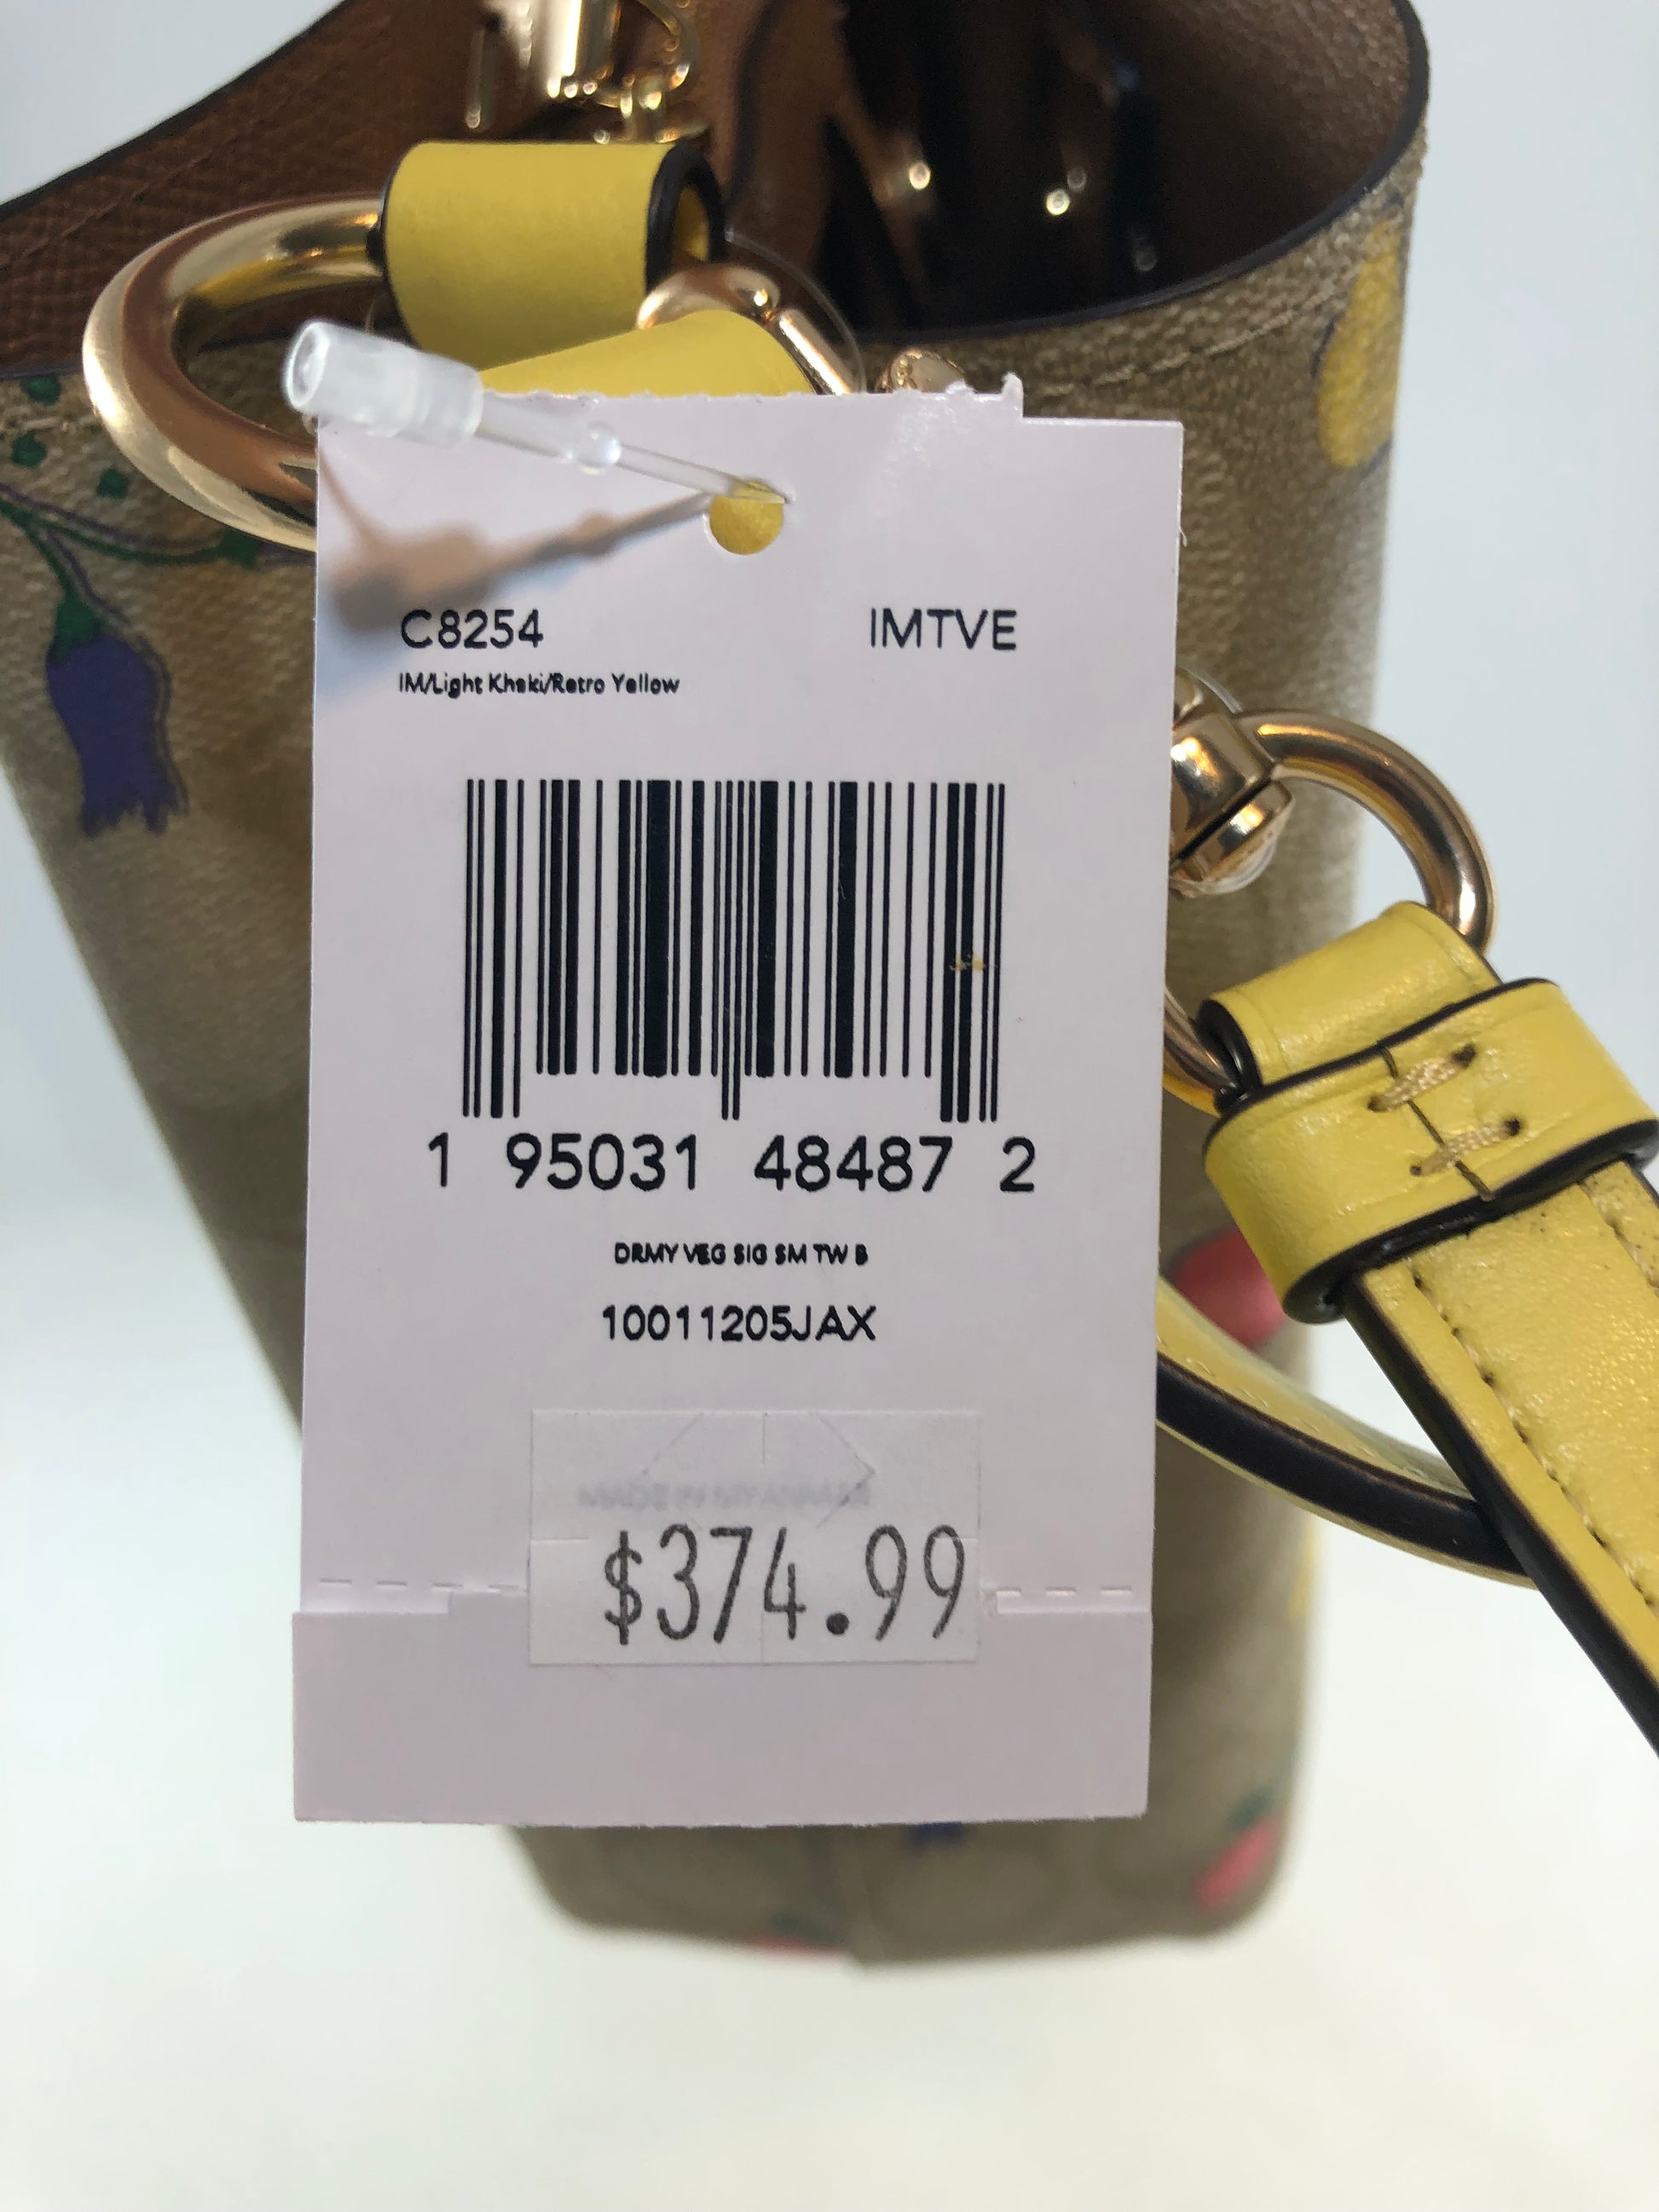 C8254 IMTVE
IM/Light Khaki/Retro Yellow
1 95031 48487 2
DRMY VEG SIG SM TW B
10011205JAX
$374.99